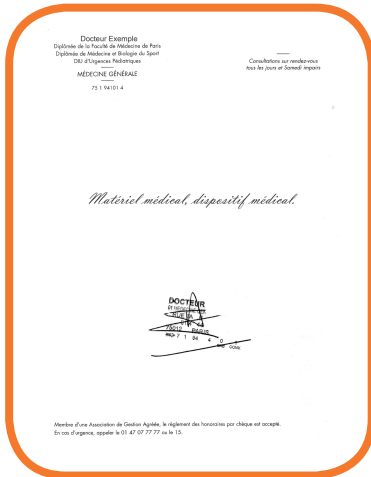 Docteur Exemple
Diplômée de la Faculté de Médecine de Paris
Diplômée de Médecine et Biologie du Sport
DIU d'Urgences Pédiatriques
MÉDECINE GÉNÉRALE
75 1 94101 4
Consultations sur rendez-vous
tous les jours et Samedi impairs
Matériel médical, dispositif médical.
DOCTEUR
RUE
PARIS
Membre d'une Association de Gestion Agréée, le règlement des honoraires par chèque est accepté.
En cas d'urgence, appeler le 01 47 07 77 77 ou le 15.